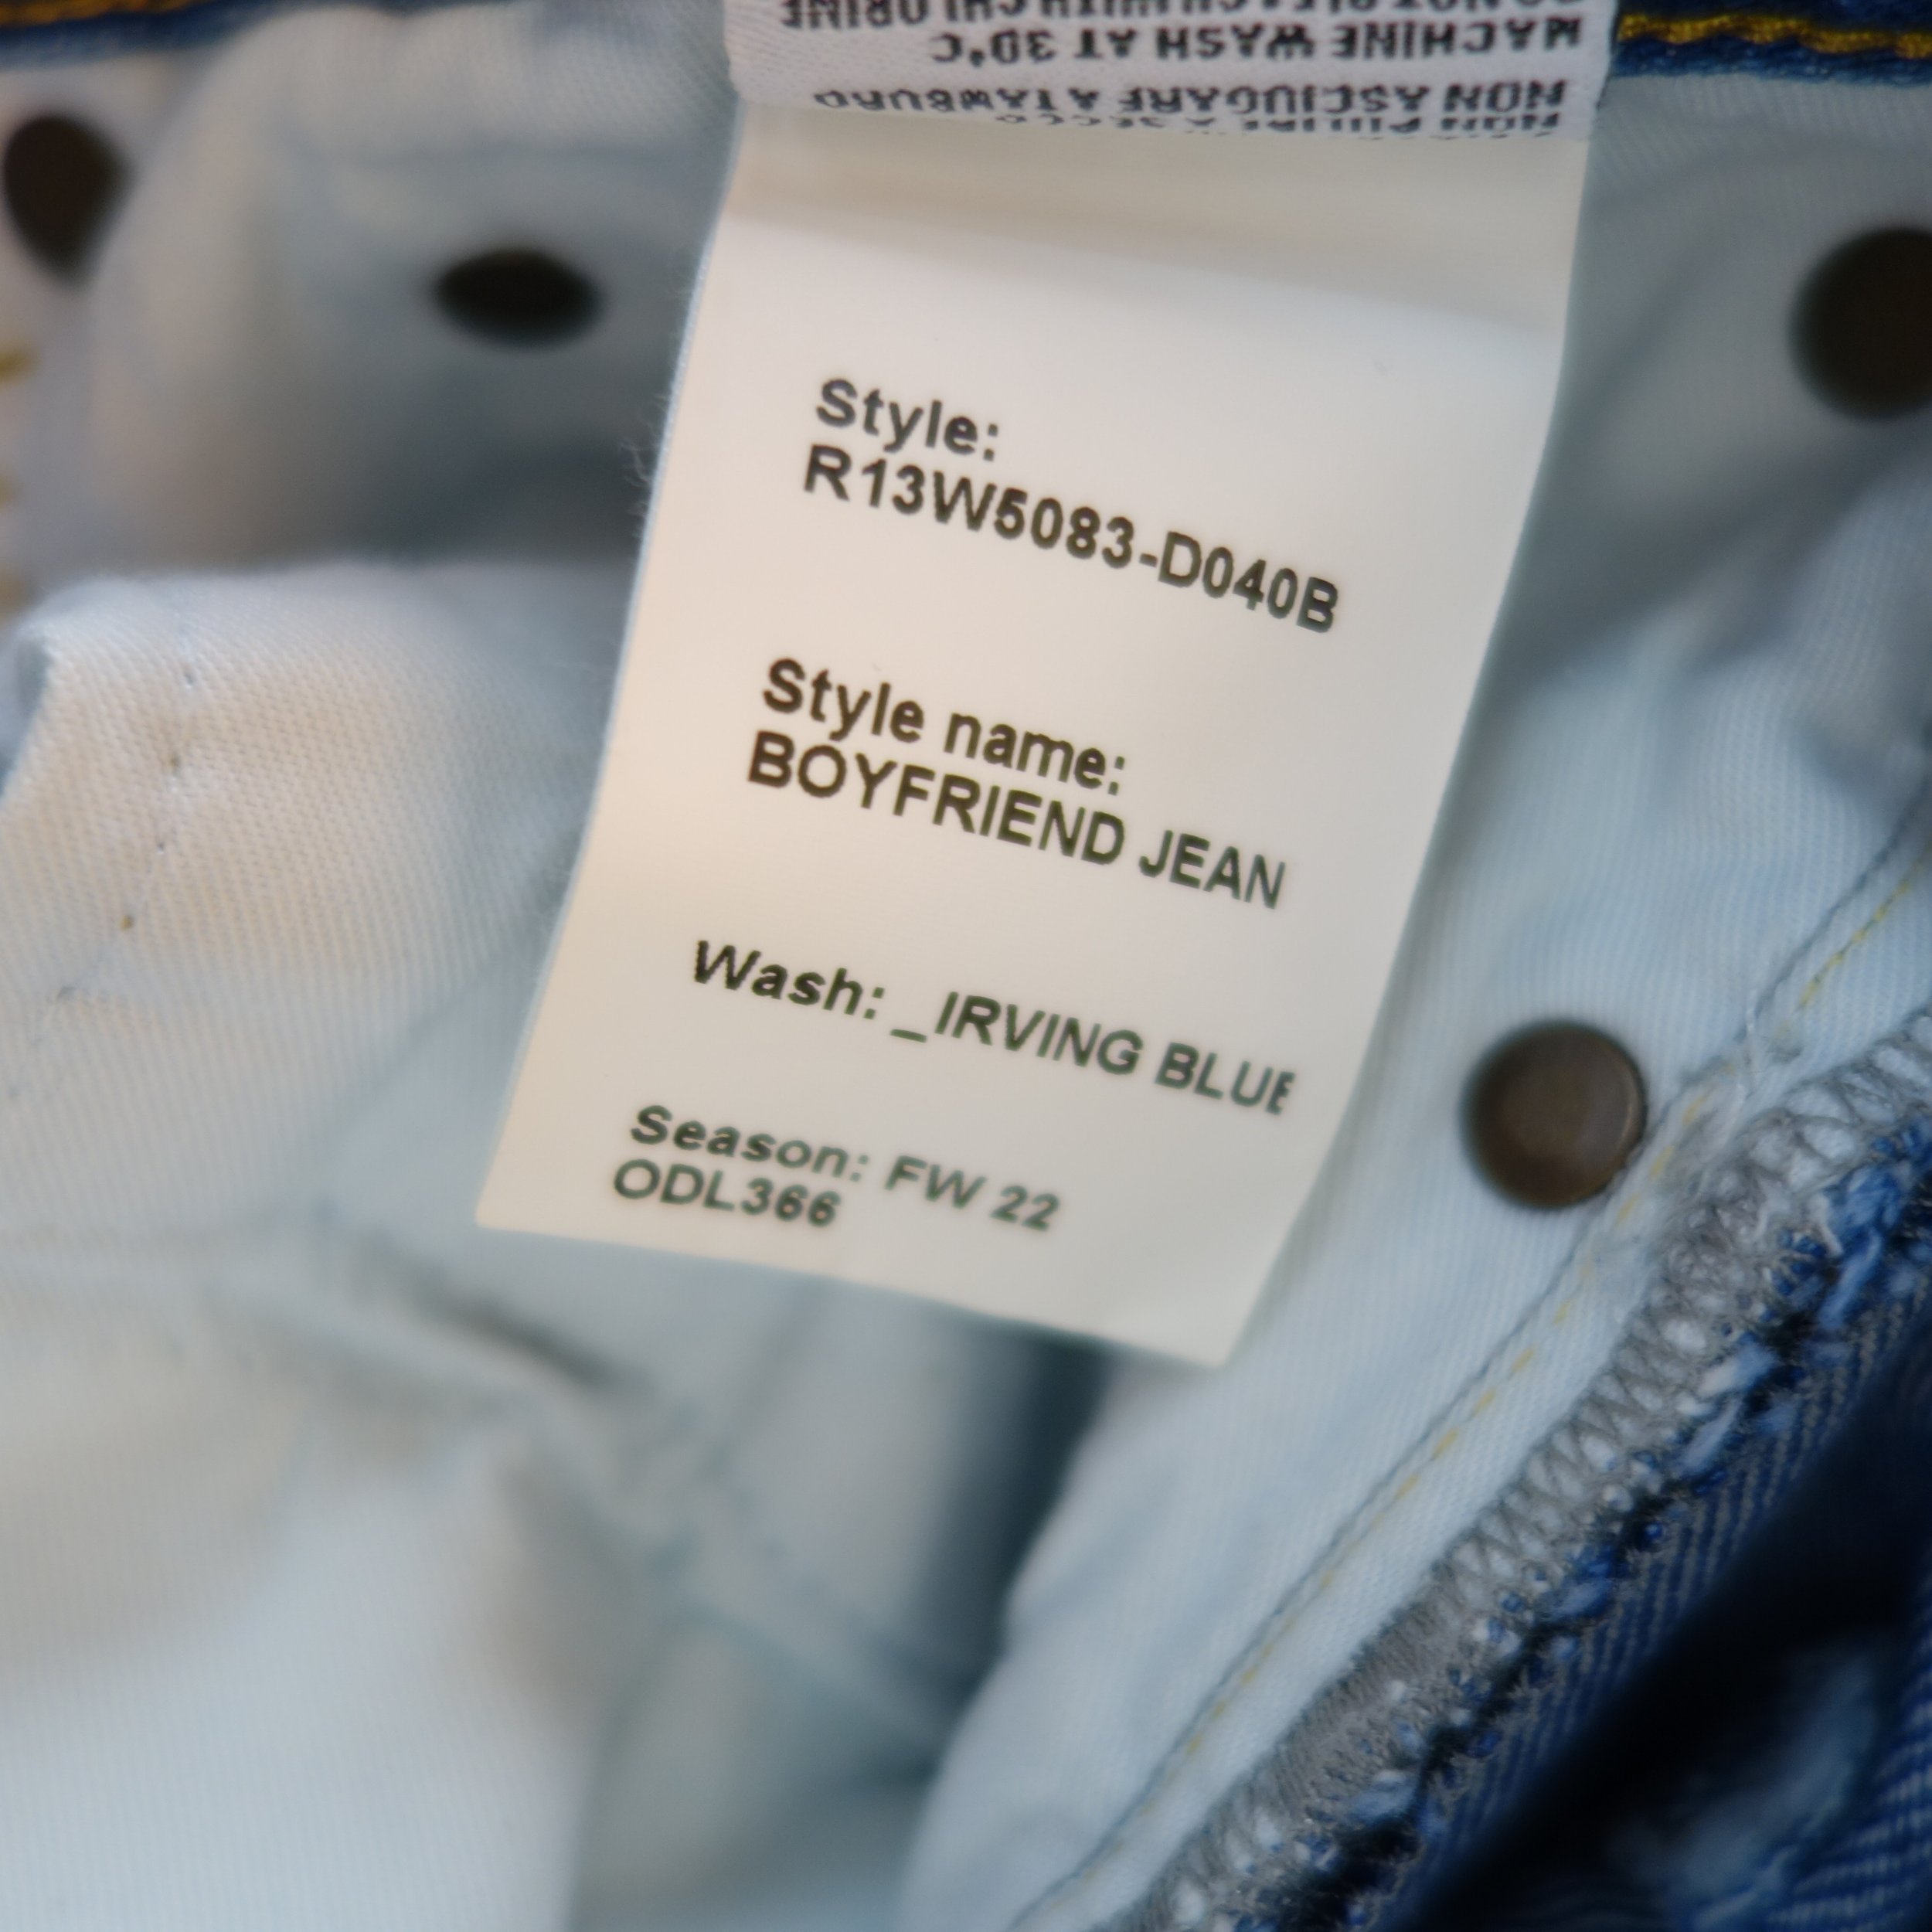 MACHINE WASH AT 30°C
NON ASCIUGARE A TAMBURO
Style:
R13W5083-D040B
Style name:
BOYFRIEND JEAN
Wash: _IRVING BLUE
Season: FW 22
ODL366